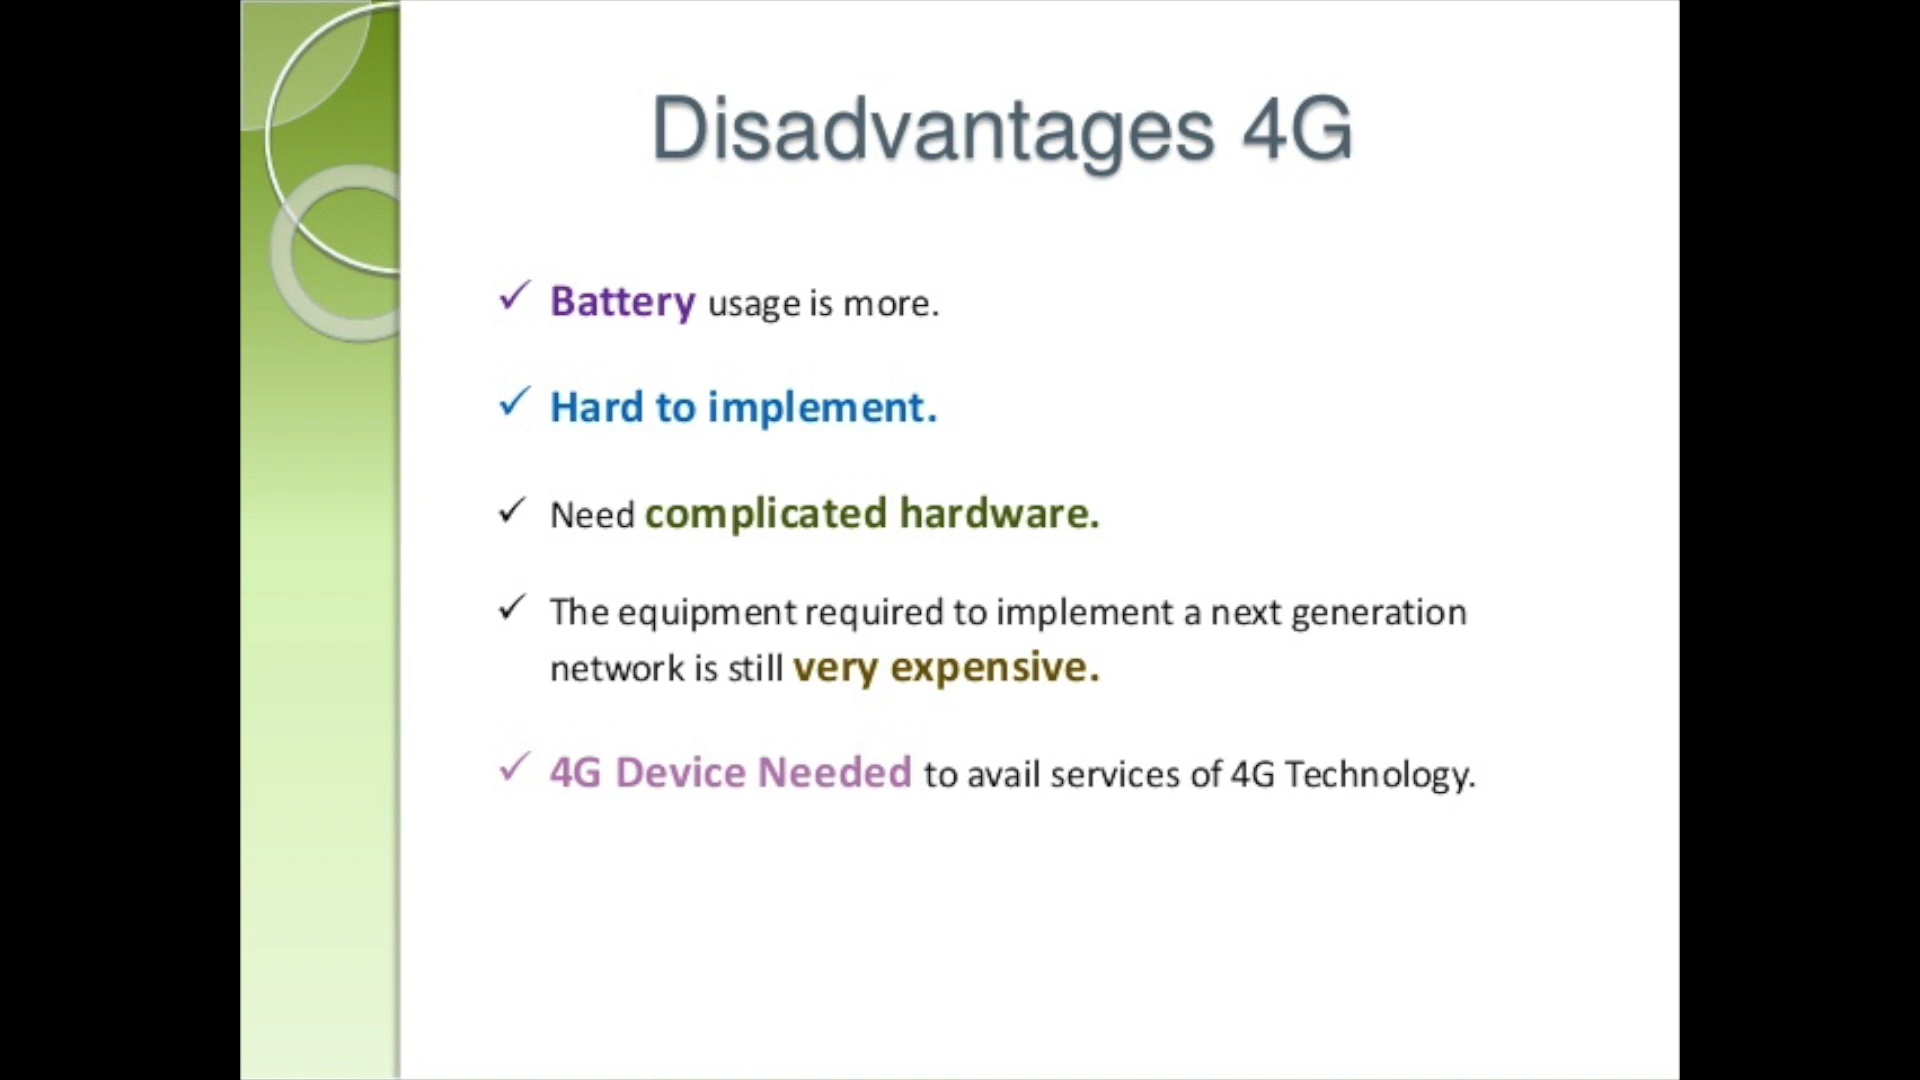 Disadvantages 4G
✓ Battery usage is more.
✓ Hard to implement.
✓ Need complicated hardware.
✓ The equipment required to implement a next generation
network is still very expensive.
✓ 4G Device Needed to avail services of 4G Technology.